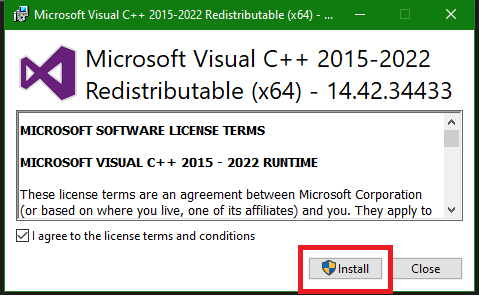 Microsoft Visual C++ 2015-2022 Redistributable (x64) - ...
Microsoft Visual C++ 2015-2022
Redistributable (x64) - 14.42.34433
MICROSOFT SOFTWARE LICENSE TERMS
MICROSOFT VISUAL C++ 2015 - 2022 RUNTIME
These license terms are an agreement between Microsoft Corporation
(or based on where you live, one of its affiliates) and you. They apply to
I agree to the license terms and conditions
Install
Close